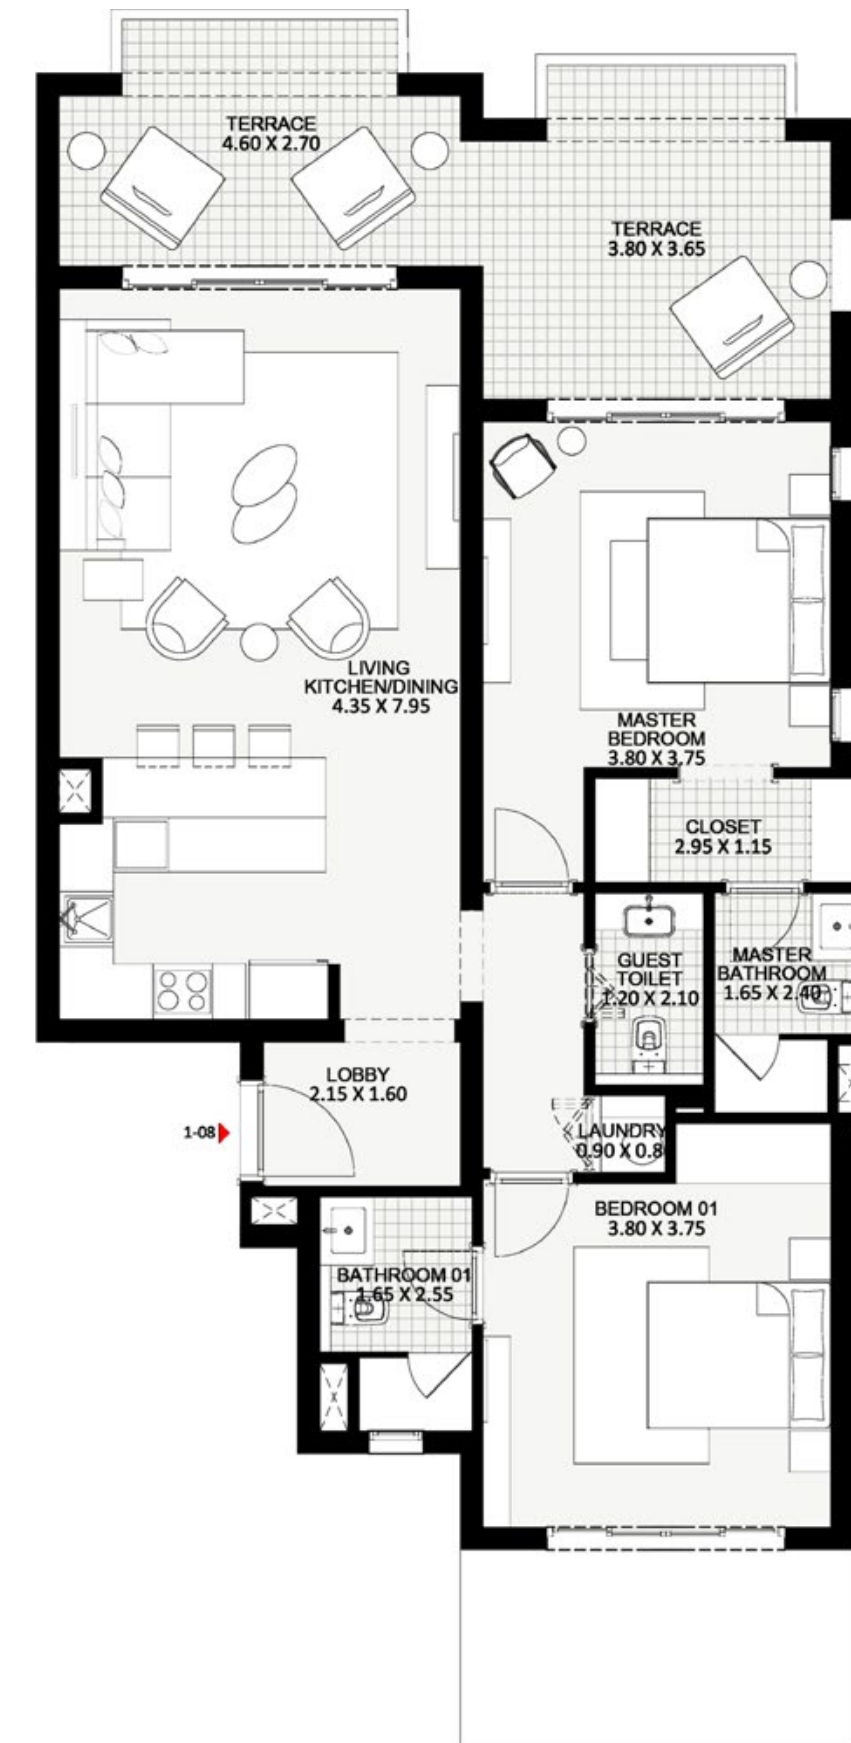 TERRACE
4.60 X 2.70
TERRACE
3.80 X 3.65
LIVING
KITCHEN/DINING
4.35 X 7.95
MASTER
BEDROOM
3.80 X 3.75
CLOSET
2.95 X 1.15
GUEST
TOILET
1.20 X 2.10
MASTER
BATHROOM
1.65 X 2.40
LOBBY
2.15 X 1.60
1-08
LAUNDRY
0.90 X 0.8
BEDROOM 01
3.80 X 3.75
BATHROOM 01
1.65 X 2.55